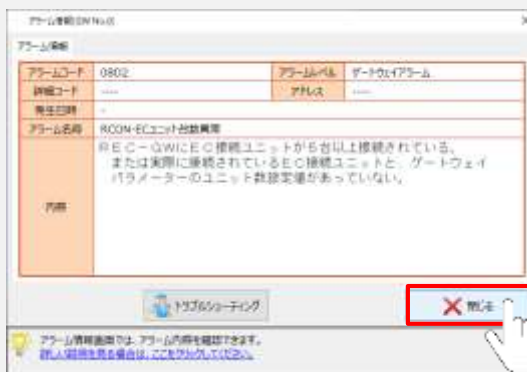 アラーム情報[GW No.0]
アラーム情報
アラームコード 0802 アラームレベル ゲートウェイアラーム
詳細コード ---- アドレス ----
発生日時 -
アラーム名称 RCON-ECユニット台数異常
内容
REC-GWにEC接続ユニットが5台以上接続されている。
または実際に接続されているEC接続ユニットと、ゲートウェイ
パラメーターのユニット数設定値があっていない。
トラブルシューティング
閉じる
アラーム情報画面では、アラーム内容を確認できます。
詳しい説明を見る場合は、ここをクリックしてください。